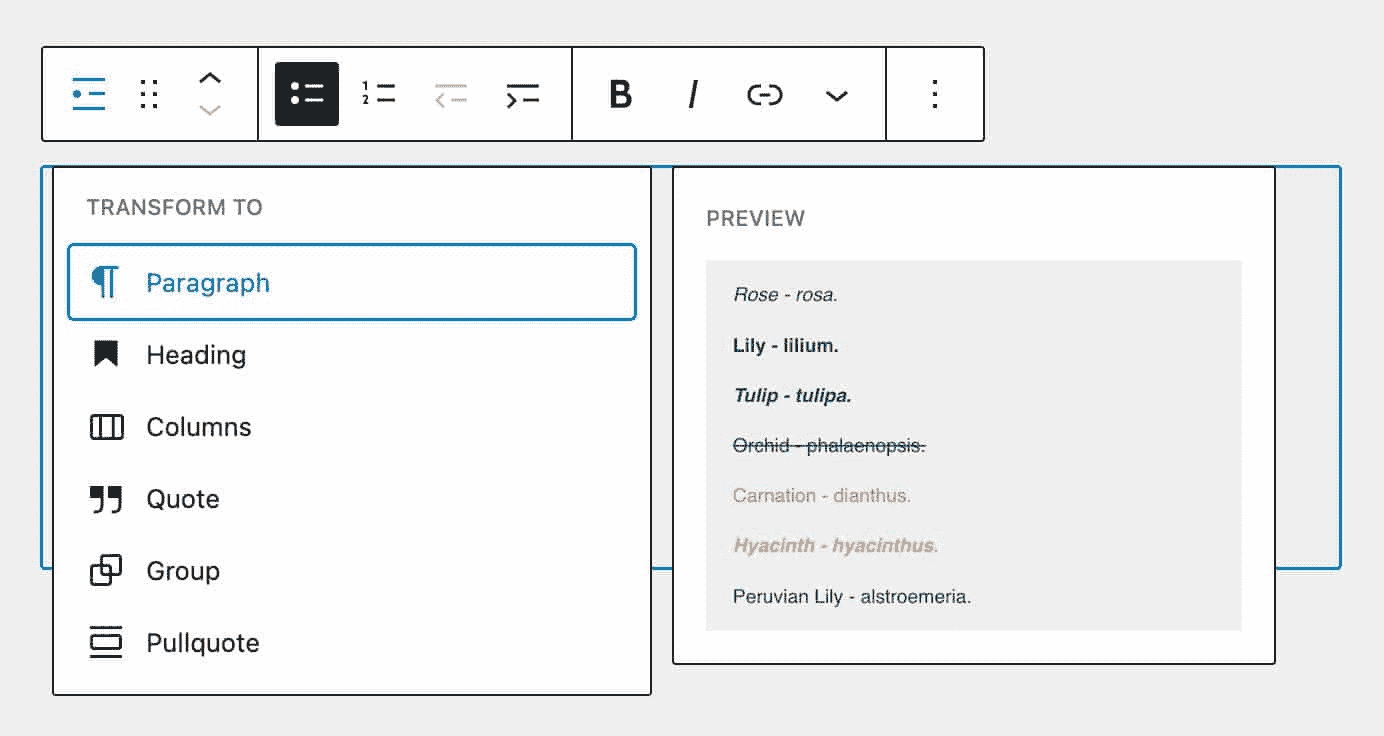 B I
TRANSFORM TO
Paragraph
Heading
Columns
Quote
Group
Pullquote
PREVIEW
Rose - rosa.
Lily - lilium.
Tulip - tulipa.
Orchid - phalaenopsis.
Carnation - dianthus.
Hyacinth - hyacinthus.
Peruvian Lily - alstroemeria.